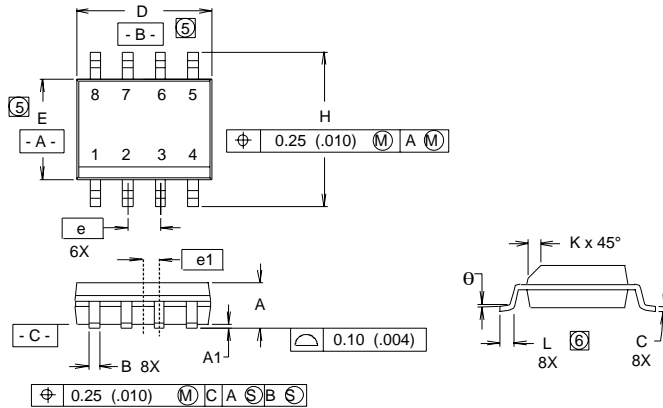 D
- B -
5
8 7 6 5
5
E
- A -
H
⌖ 0.25 (.010) M A M
1 2 3 4
e
6X
e1
K x 45°
θ
A
- C -
⌓ 0.10 (.004)
A1
B 8X
L 6
8X
C
8X
⌖ 0.25 (.010) M C A S B S